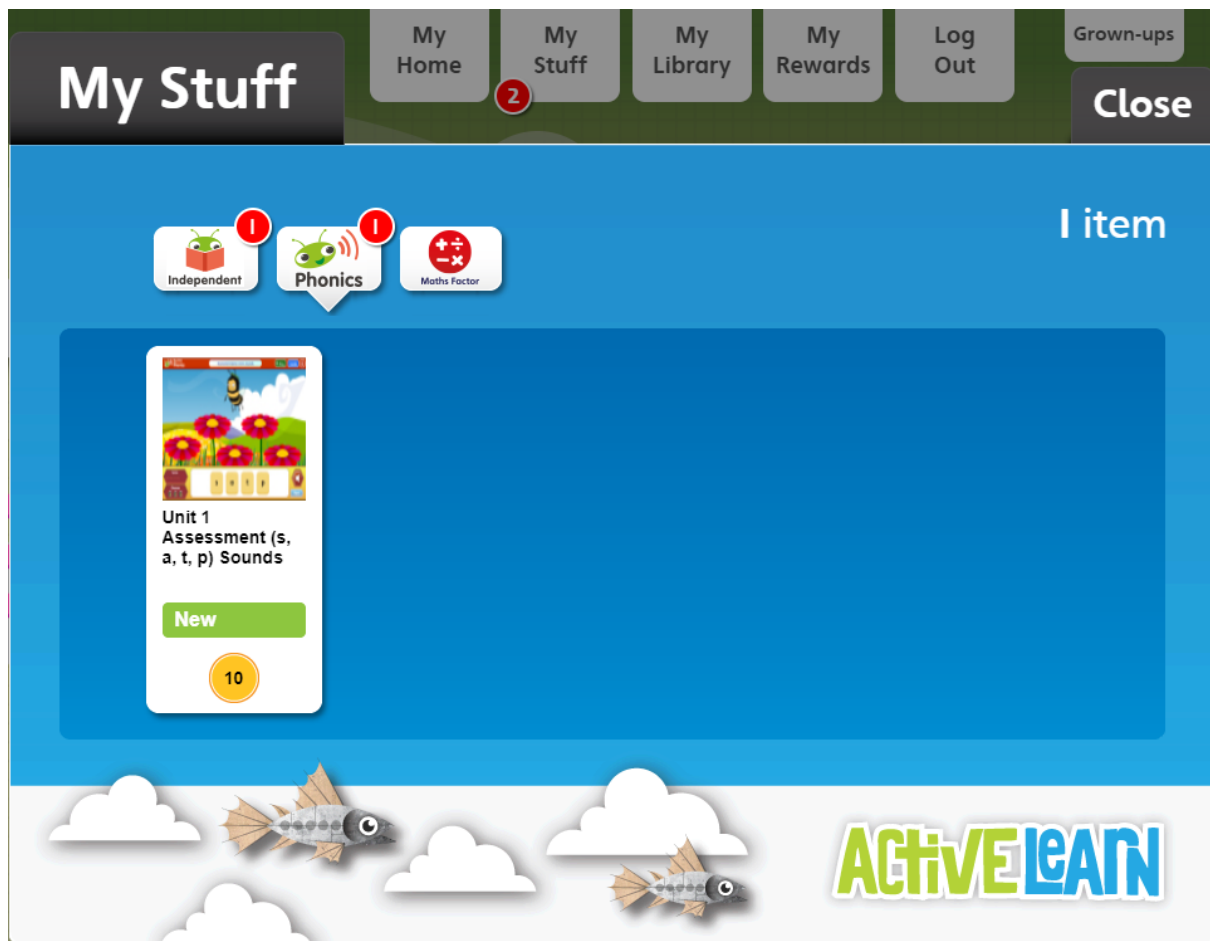 My Stuff
My
Home
My
Stuff
2
My
Library
My
Rewards
Log
Out
Grown-ups
Close
1 item
Independent
1
Phonics
1
Maths Factor
s a t p
Unit 1
Assessment (s,
a, t, p) Sounds
New
10
ACTIVE LEARN